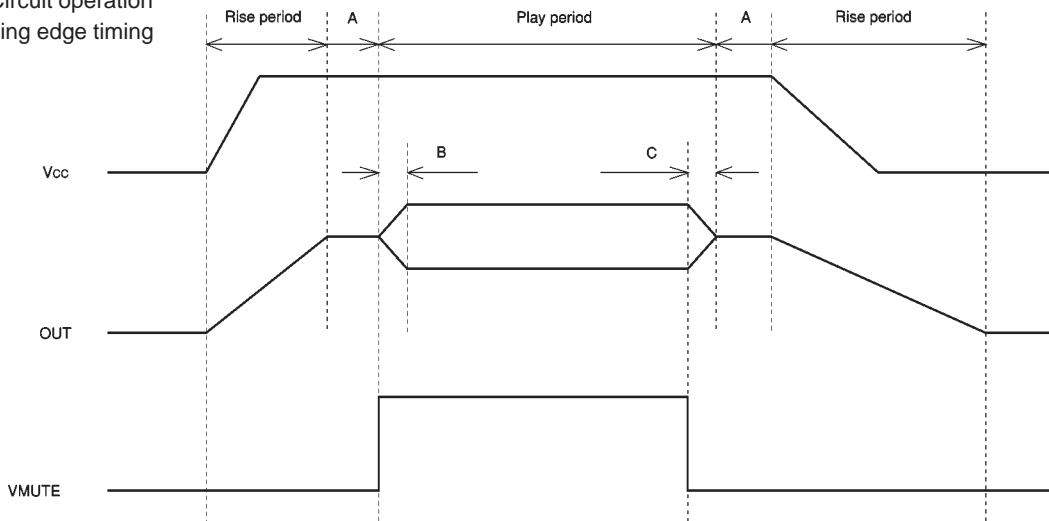 Circuit operation
ing edge timing
Rise period
A
Play period
A
Rise period
B
C
Vcc
OUT
VMUTE